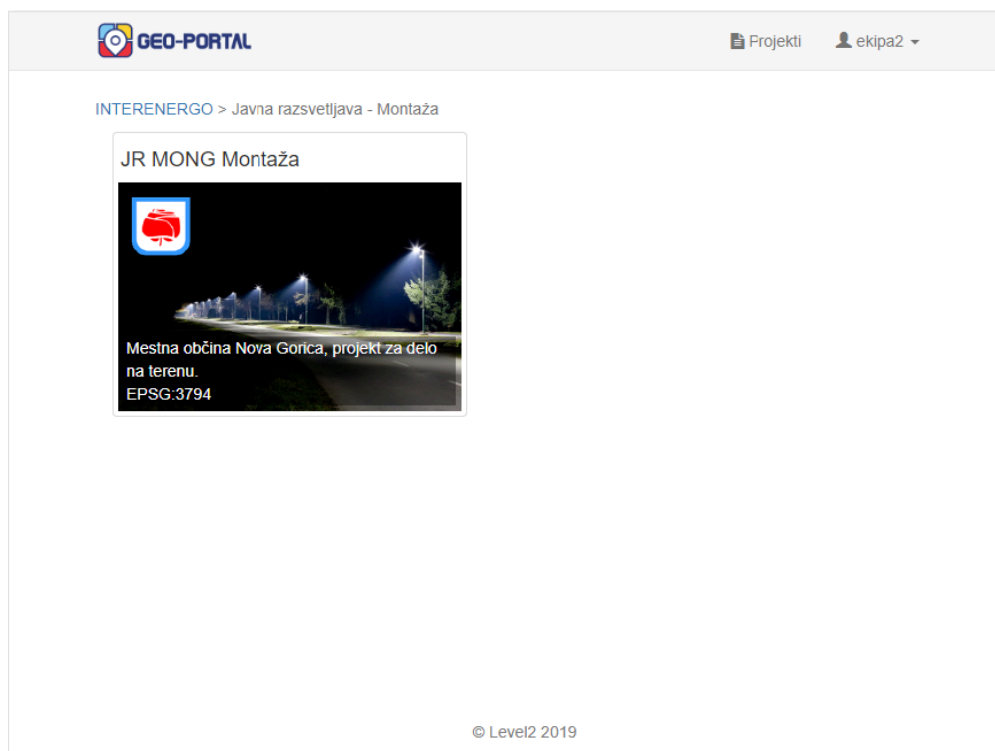 GEO-PORTAL
Projekti
ekipa2
INTERENERGO > Javna razsvetljava - Montaža
JR MONG Montaža
Mestna občina Nova Gorica, projekt za delo
na terenu.
EPSG:3794
© Level2 2019